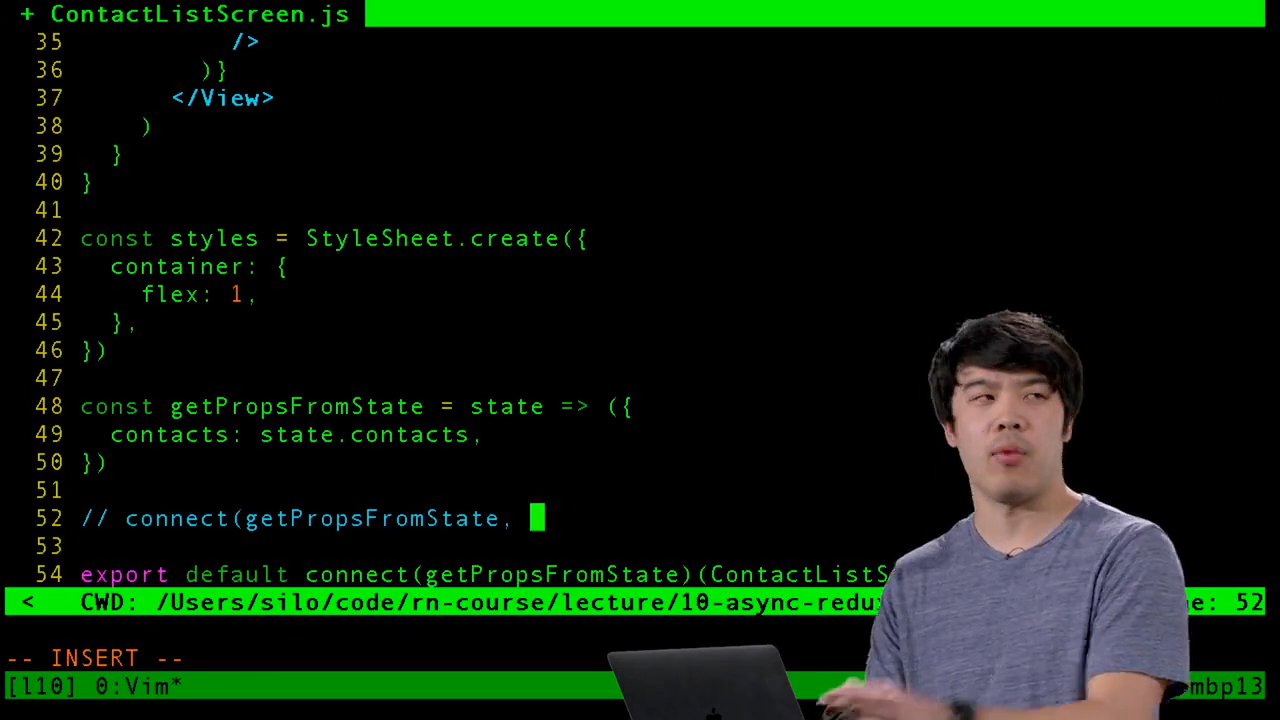 + ContactListScreen.js
35 />
36 )}
37 </View>
38 )
39 }
40 }
41
42 const styles = StyleSheet.create({
43 container: {
44 flex: 1,
45 },
46 })
47
48 const getPropsFromState = state => ({
49 contacts: state.contacts,
50 })
51
52 // connect(getPropsFromState,
53
54 export default connect(getPropsFromState)(ContactListS
< CWD: /Users/silo/code/rn-course/lecture/10-async-redu e: 52
-- INSERT --
[l10] 0:Vim* mbp13